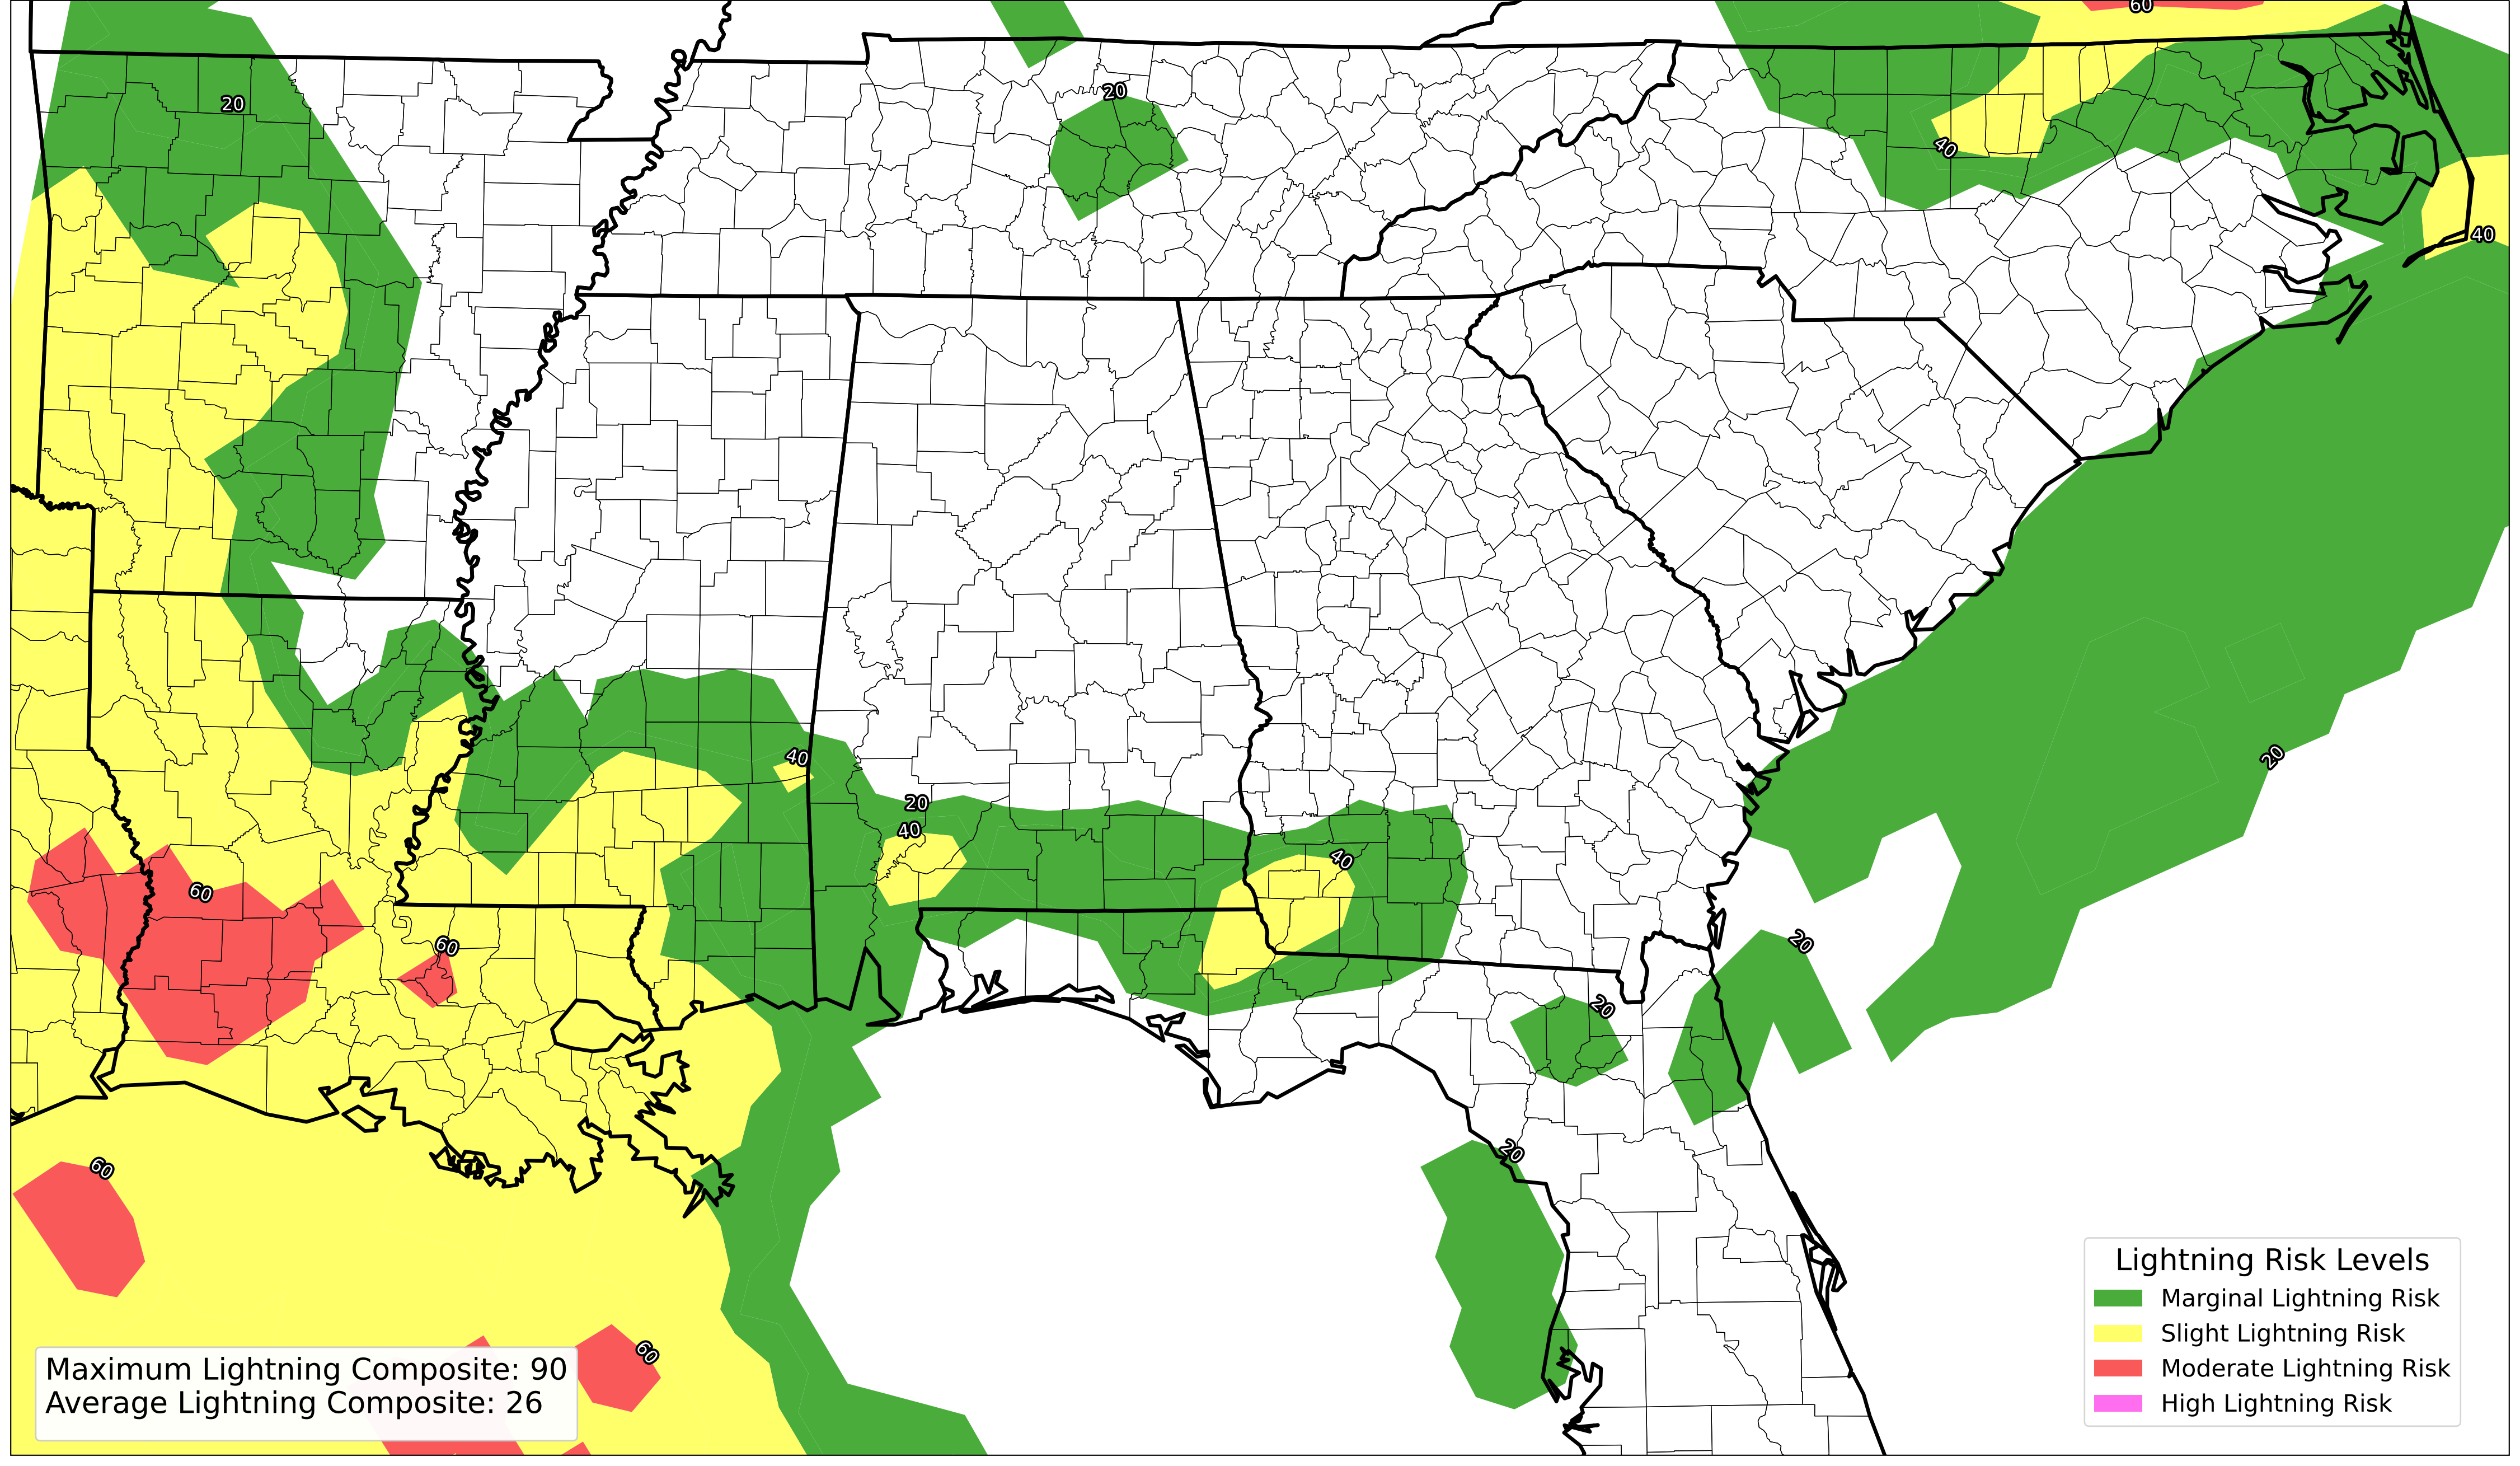 60
20
20
40
40
40
20
20
40
40
60
60
20
20
20
60
60
Lightning Risk Levels
Marginal Lightning Risk
Slight Lightning Risk
Moderate Lightning Risk
High Lightning Risk
Maximum Lightning Composite: 90
Average Lightning Composite: 26